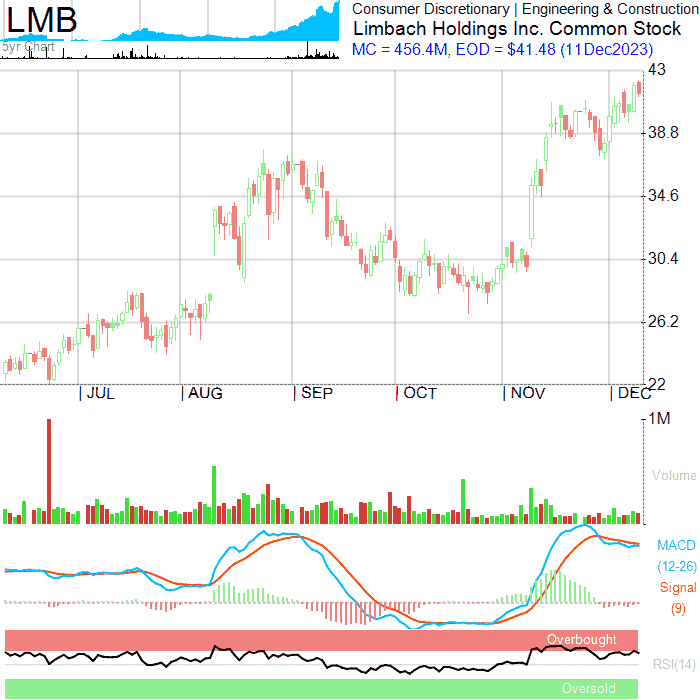 LMB
5yr Chart
Consumer Discretionary | Engineering & Construction
Limbach Holdings Inc. Common Stock
MC = 456.4M, EOD = $41.48 (11Dec2023)
43
38.8
34.6
30.4
26.2
22
| JUL | AUG | SEP | OCT | NOV | DEC
1M
Volume
MACD
(12-26)
Signal
(9)
Overbought
RSI(14)
Oversold